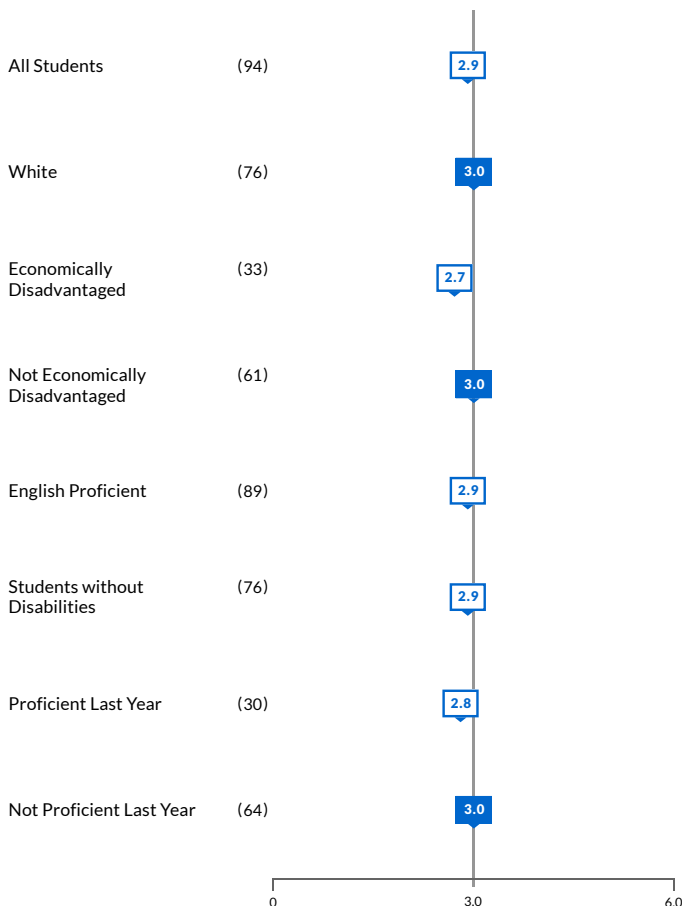 All Students (94) 2.9
White (76) 3.0
Economically (33)
Disadvantaged
2.7
Not Economically (61)
Disadvantaged
3.0
English Proficient (89) 2.9
Students without (76)
Disabilities
2.9
Proficient Last Year (30) 2.8
Not Proficient Last Year (64) 3.0
0 3.0 6.0